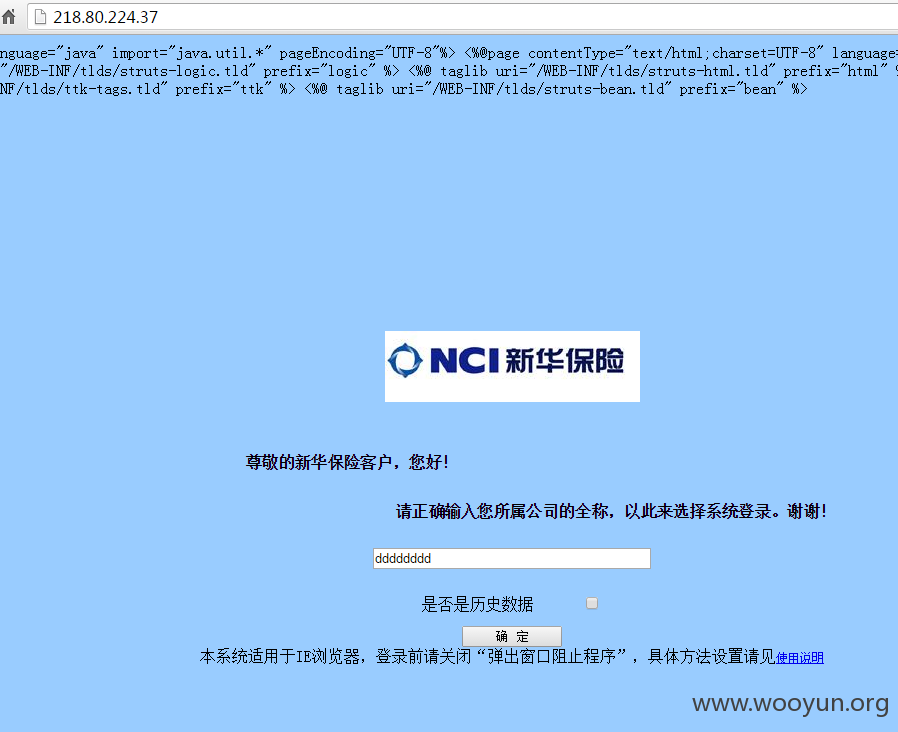 218.80.224.37
nguage="java" import="java.util.*" pageEncoding="UTF-8"%> <%@page contentType="text/html;charset=UTF-8" language=
"/WEB-INF/tlds/struts-logic.tld" prefix="logic" %> <%@ taglib uri="/WEB-INF/tlds/struts-html.tld" prefix="html" %
NF/tlds/ttk-tags.tld" prefix="ttk" %> <%@ taglib uri="/WEB-INF/tlds/struts-bean.tld" prefix="bean" %>
NCI 新华保险
尊敬的新华保险客户，您好！
请正确输入您所属公司的全称，以此来选择系统登录。谢谢！
dddddddd
是否是历史数据
确 定
本系统适用于IE浏览器，登录前请关闭“弹出窗口阻止程序”，具体方法设置请见使用说明
www.wooyun.org